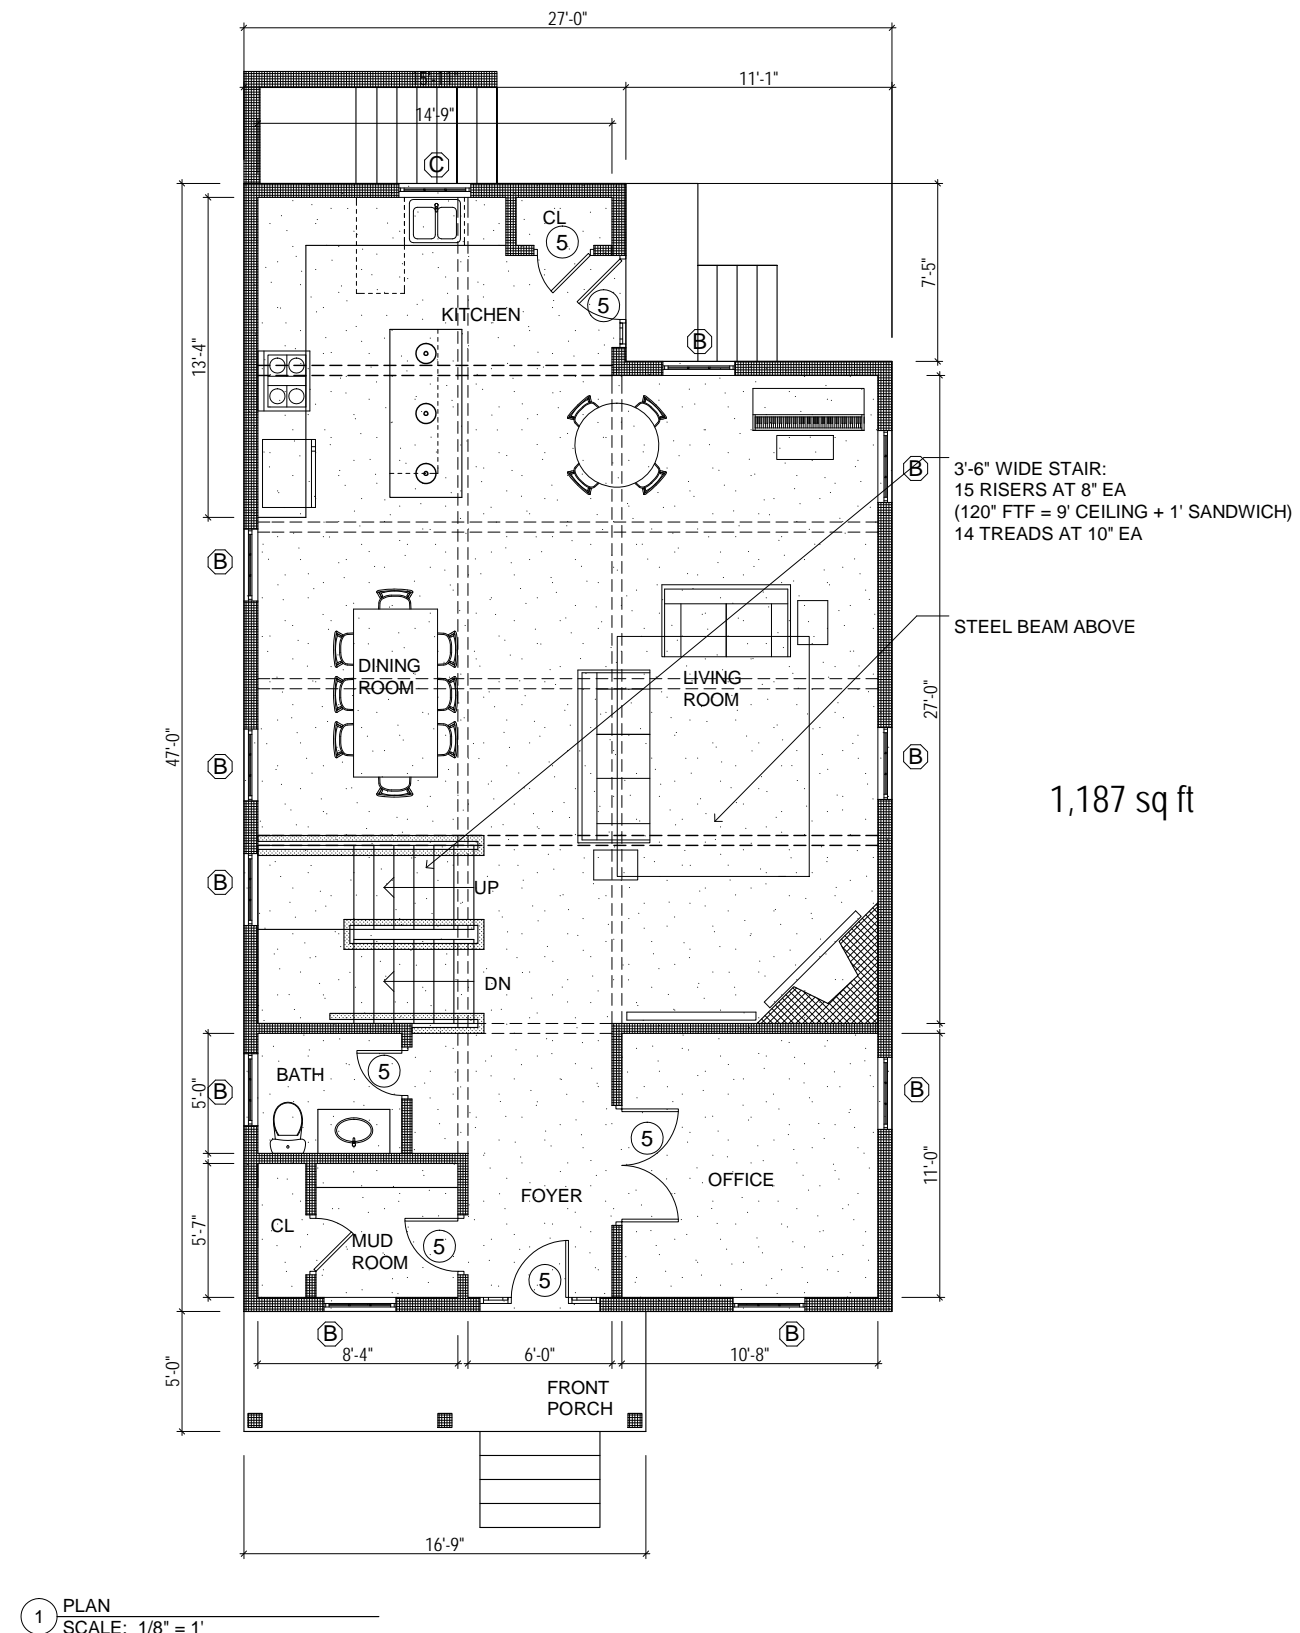 27'-0"
11'-1"
14'-9"
C
CL
5
5
KITCHEN
B
7'-5"
13'-4"
B
3'-6" WIDE STAIR:
15 RISERS AT 8" EA
(120" FTF = 9' CEILING + 1' SANDWICH)
14 TREADS AT 10" EA
B
STEEL BEAM ABOVE
DINING
ROOM
LIVING
ROOM
27'-0"
47'-0"
B
B
1,187 sq ft
B
UP
DN
BATH
5
5'-0"
B
B
5
OFFICE
11'-0"
FOYER
CL
MUD
ROOM
5
5
5'-7"
B
B
8'-4"
6'-0"
10'-8"
5'-0"
FRONT
PORCH
16'-9"
1
PLAN
SCALE: 1/8" = 1'